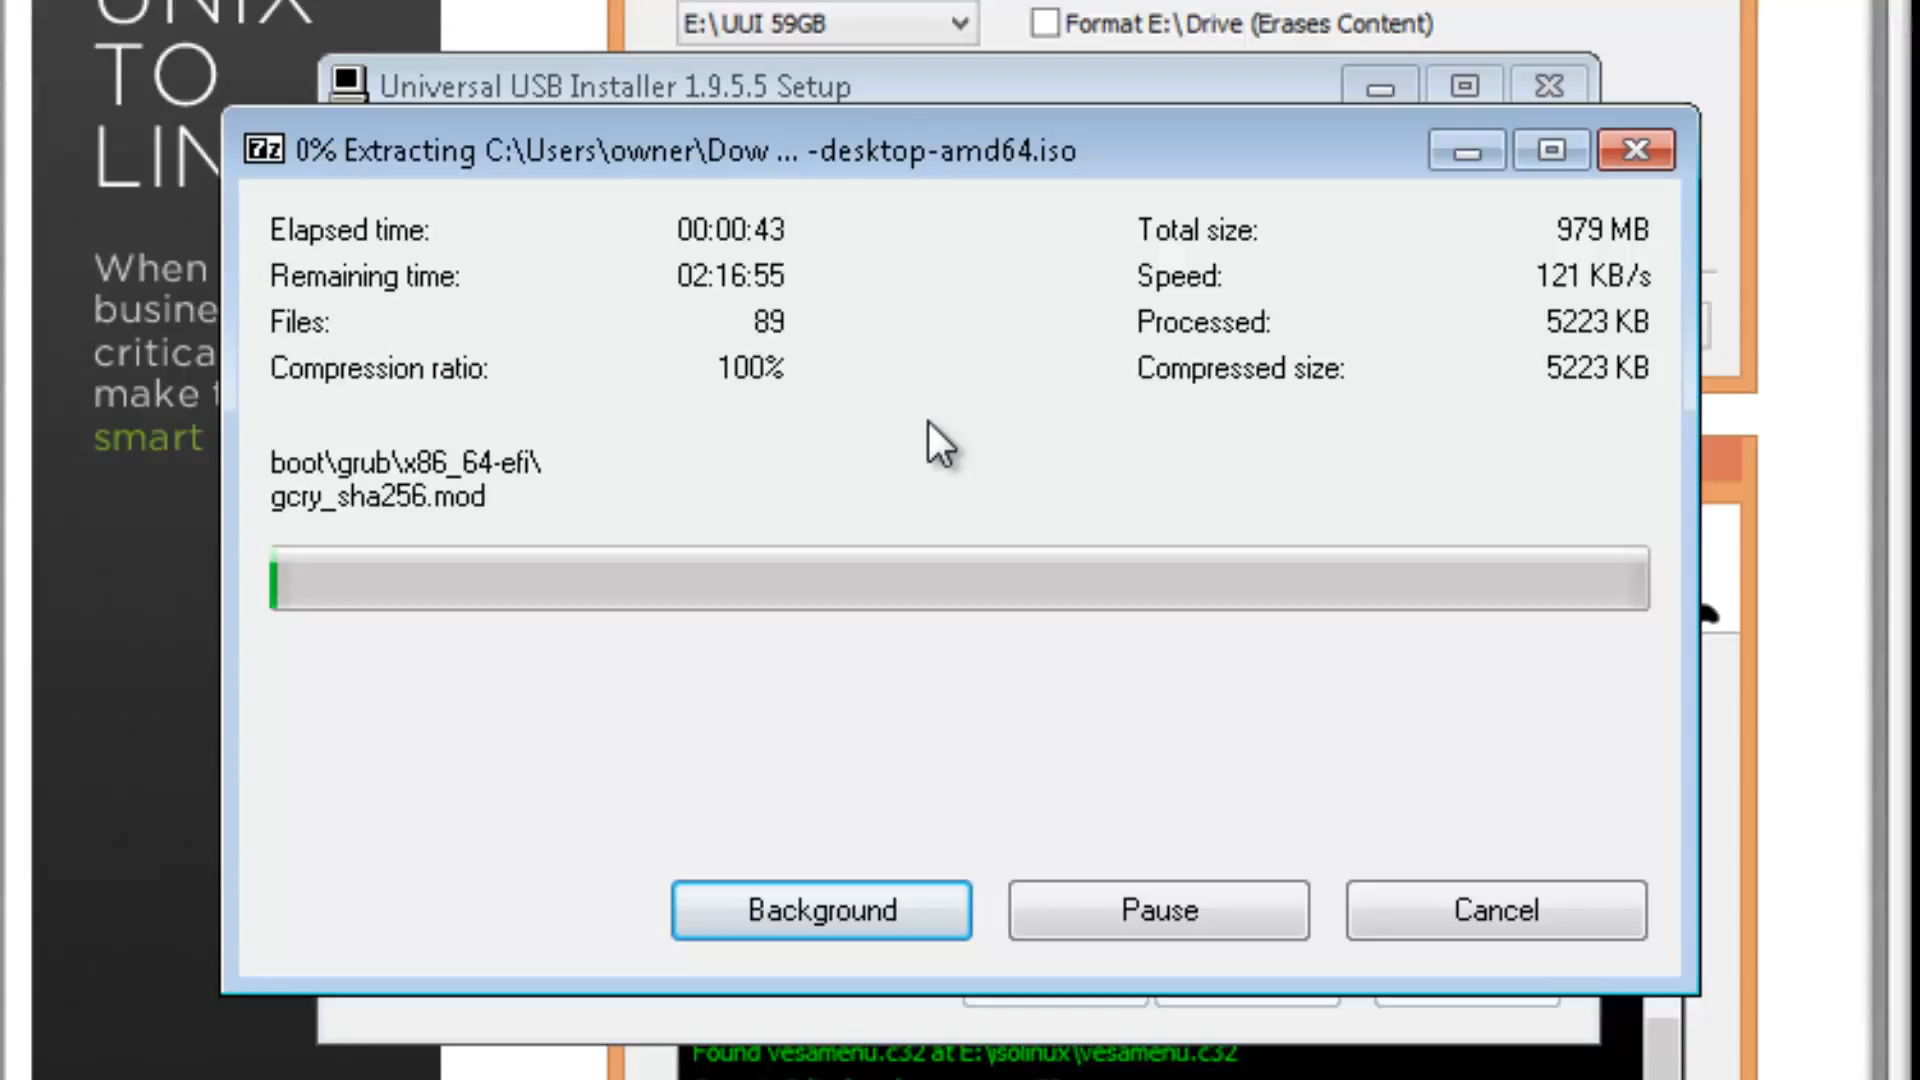 UNIX
TO
LIN
When
busine
critica
make t
smart
E:\UUI 59GB
Format E:\Drive (Erases Content)
Universal USB Installer 1.9.5.5 Setup
7z
0% Extracting C:\Users\owner\Dow ... -desktop-amd64.iso
Elapsed time: 00:00:43
Total size: 979 MB
Remaining time: 02:16:55
Speed: 121 KB/s
Files: 89
Processed: 5223 KB
Compression ratio: 100%
Compressed size: 5223 KB
boot\grub\x86_64-efi\
gcry_sha256.mod
Background
Pause
Cancel
Found vesamenu.c32 at E:\isolinux\vesamenu.c32